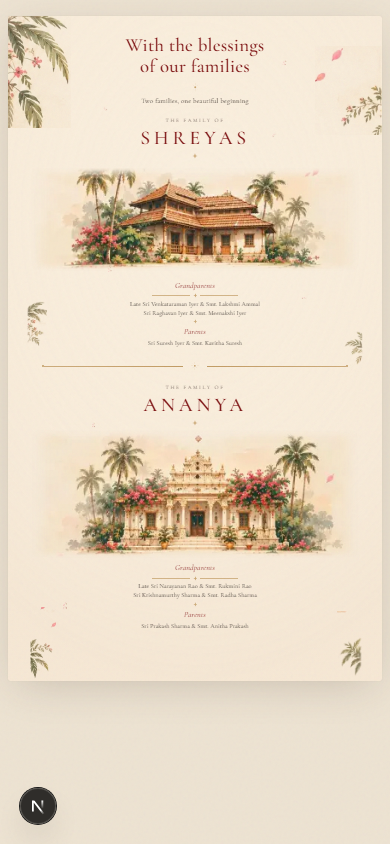 With the blessings
of our families
Two families, one beautiful beginning
THE FAMILY OF
SHREYAS
Grandparents
Late Sri Venkataraman Iyer & Smt. Lakshmi Ammal
Sri Raghavan Iyer & Smt. Meenakshi Iyer
Parents
Sri Suresh Iyer & Smt. Kavitha Suresh
THE FAMILY OF
ANANYA
Grandparents
Late Sri Narayanan Rao & Smt. Rukmini Rao
Sri Krishnamurthy Sharma & Smt. Radha Sharma
Parents
Sri Prakash Sharma & Smt. Anitha Prakash
N